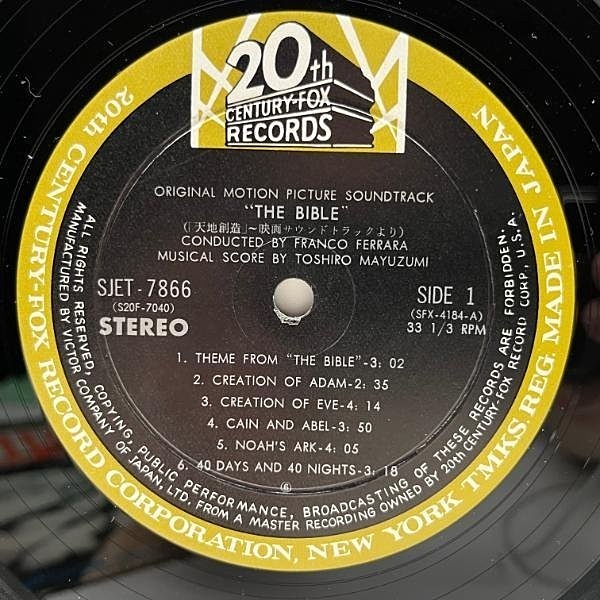 20th
CENTURY-FOX
RECORDS
ORIGINAL MOTION PICTURE SOUNDTRACK
"THE BIBLE"
(「天地創造」~映画サウンドトラックより)
CONDUCTED BY FRANCO FERRARA
MUSICAL SCORE BY TOSHIRO MAYUZUMI
SJET-7866
(S20F-7040)
STEREO
SIDE 1
(SFX-4184-A)
33 1/3 RPM
1. THEME FROM "THE BIBLE"-3: 02
2. CREATION OF ADAM-2: 35
3. CREATION OF EVE-4: 14
4. CAIN AND ABEL-3: 50
5. NOAH'S ARK-4: 05
6. 40 DAYS AND 40 NIGHTS-3: 18
⑥
ALL RIGHTS RESERVED, COPYING, PUBLIC PERFORMANCE, BROADCASTING OF THESE RECORDS ARE FORBIDDEN.
MANUFACTURED BY VICTOR COMPANY OF JAPAN, LTD. FROM A MASTER RECORDING OWNED BY 20th CENTURY-FOX RECORD CORP., U.S.A.
20th CENTURY-FOX RECORD CORPORATION, NEW YORK TMKS REG MADE IN JAPAN